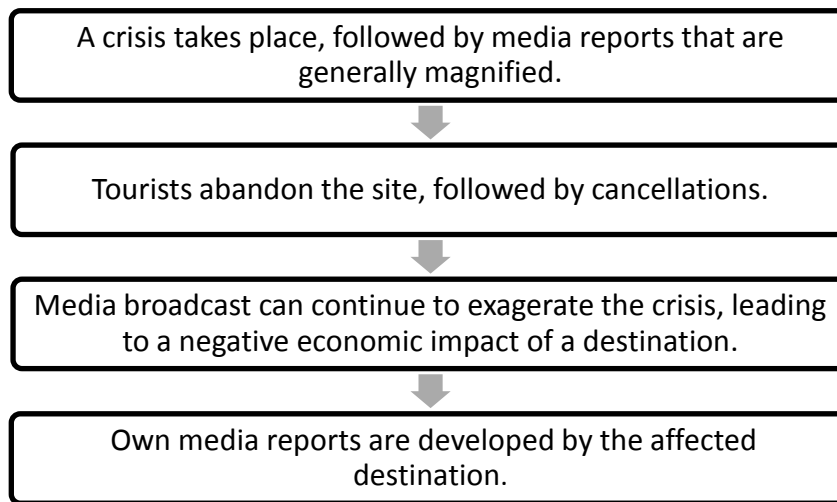 A crisis takes place, followed by media reports that are
generally magnified.
Tourists abandon the site, followed by cancellations.
Media broadcast can continue to exagerate the crisis, leading
to a negative economic impact of a destination.
Own media reports are developed by the affected
destination.